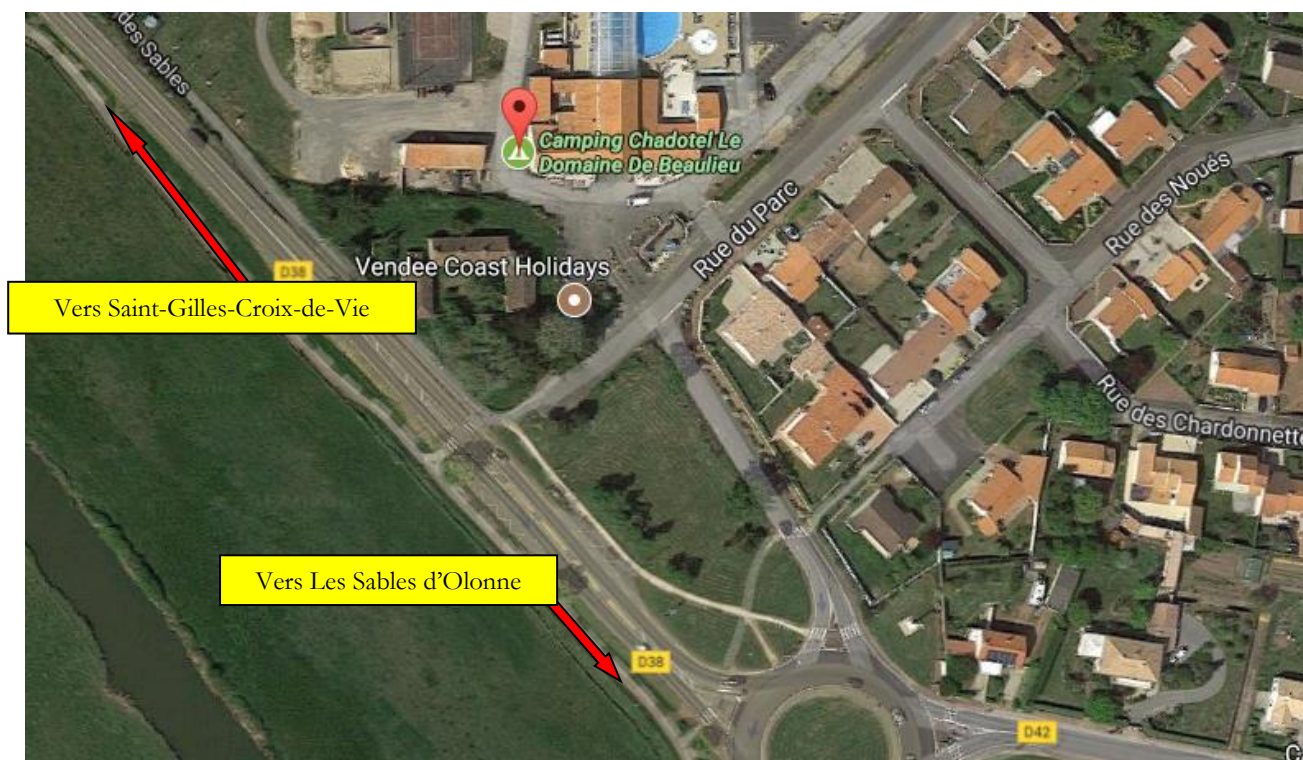 des Sables
Camping Chadotel Le
Domaine De Beaulieu
Rue du Parc
Rue des Noués
D38
Vendee Coast Holidays
Vers Saint-Gilles-Croix-de-Vie
Rue des Chardonnette
Vers Les Sables d'Olonne
D38
D42
C